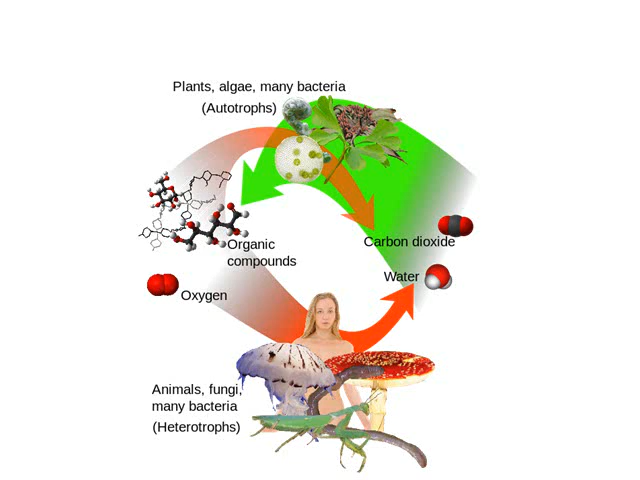 Plants, algae, many bacteria
(Autotrophs)
Carbon dioxide
Organic
compounds
Water
Oxygen
Animals, fungi,
many bacteria
(Heterotrophs)